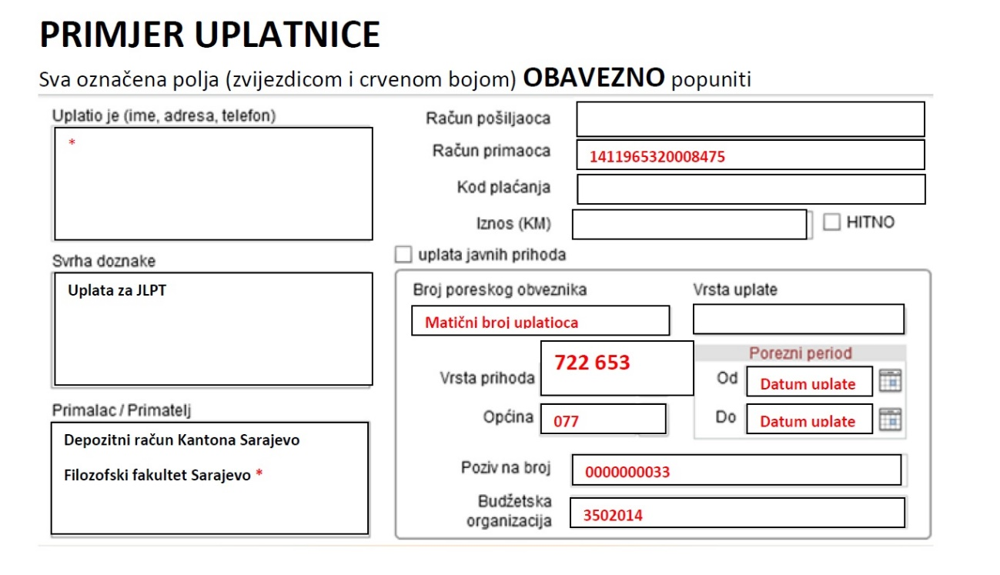 PRIMJER UPLATNICE
Sva označena polja (zvijezdicom i crvenom bojom) OBAVEZNO popuniti
Uplatio je (ime, adresa, telefon)
*
Svrha doznake
Uplata za JLPT
Primalac / Primatelj
Depozitni račun Kantona Sarajevo
Filozofski fakultet Sarajevo *
Račun pošiljaoca
Račun primaoca 1411965320008475
Kod plaćanja
Iznos (KM) HITNO
uplata javnih prihoda
Broj poreskog obveznika
Matični broj uplatioca
Vrsta uplate
Vrsta prihoda 722 653
Općina 077
Porezni period
Od Datum uplate
Do Datum uplate
Poziv na broj 0000000033
Budžetska
organizacija 3502014